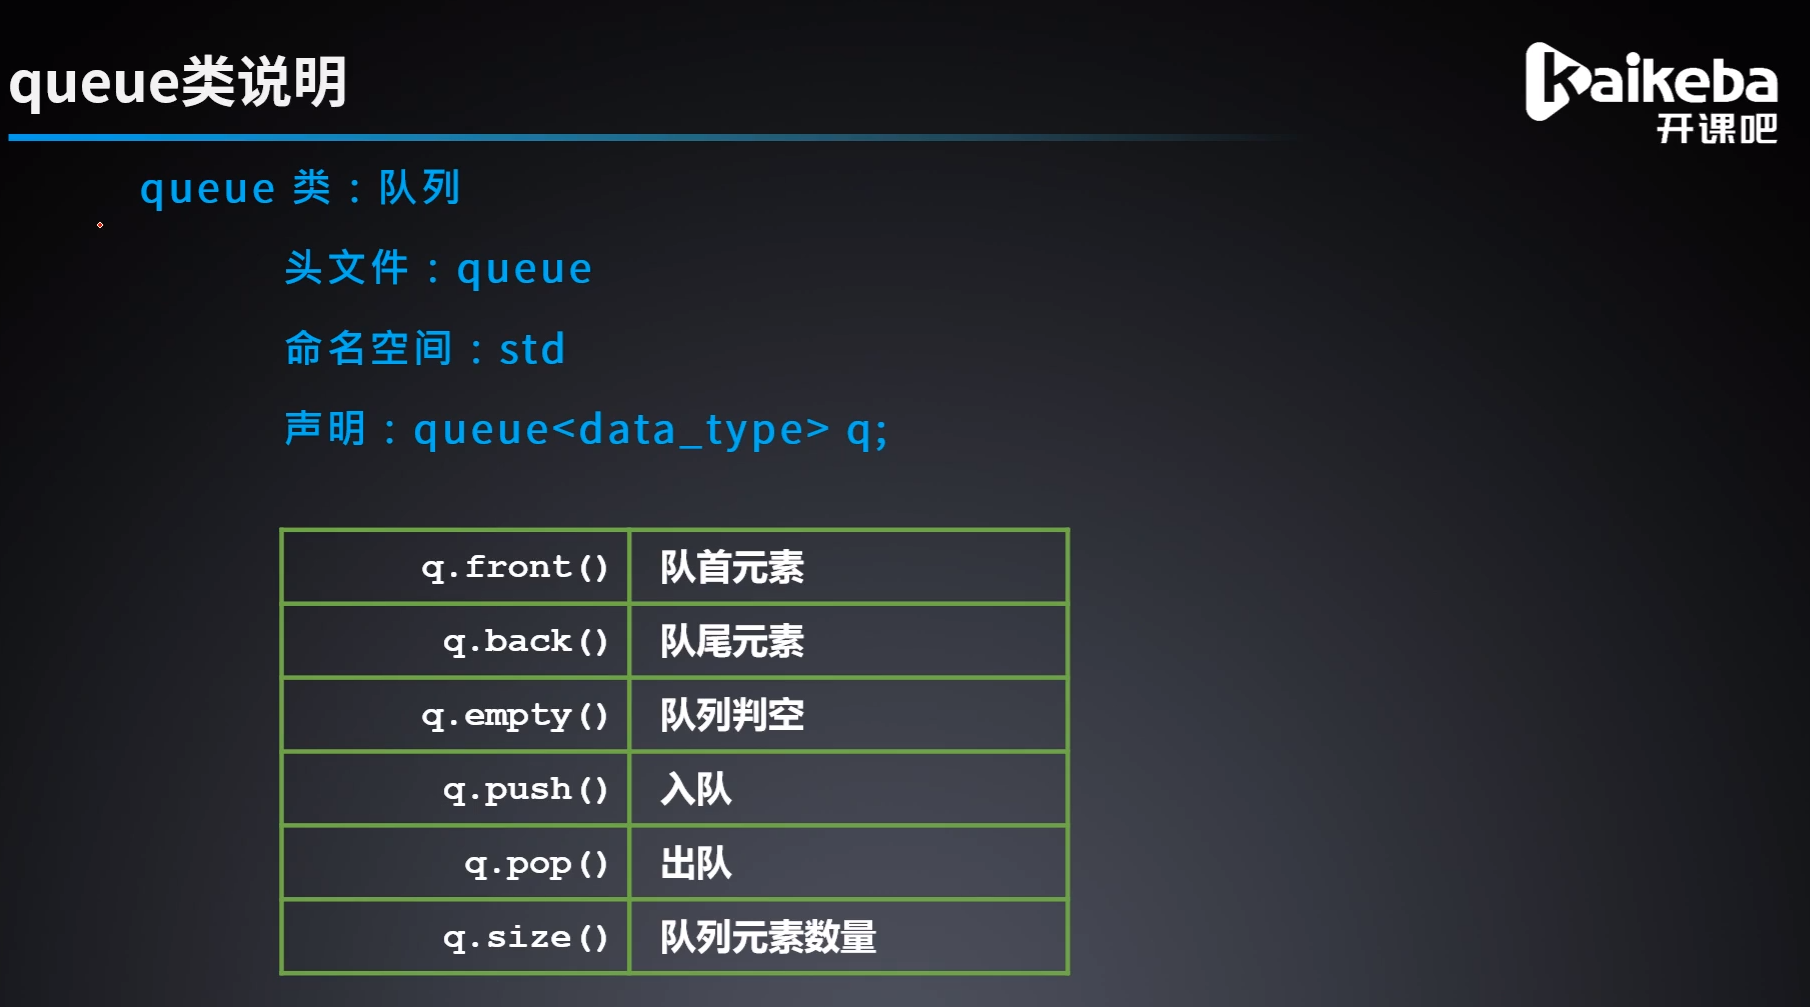 queue类说明
Kaikeba
开课吧
queue 类：队列
头文件：queue
命名空间：std
声明：queue<data_type> q;
q.front() 队首元素
q.back() 队尾元素
q.empty() 队列判空
q.push() 入队
q.pop() 出队
q.size() 队列元素数量